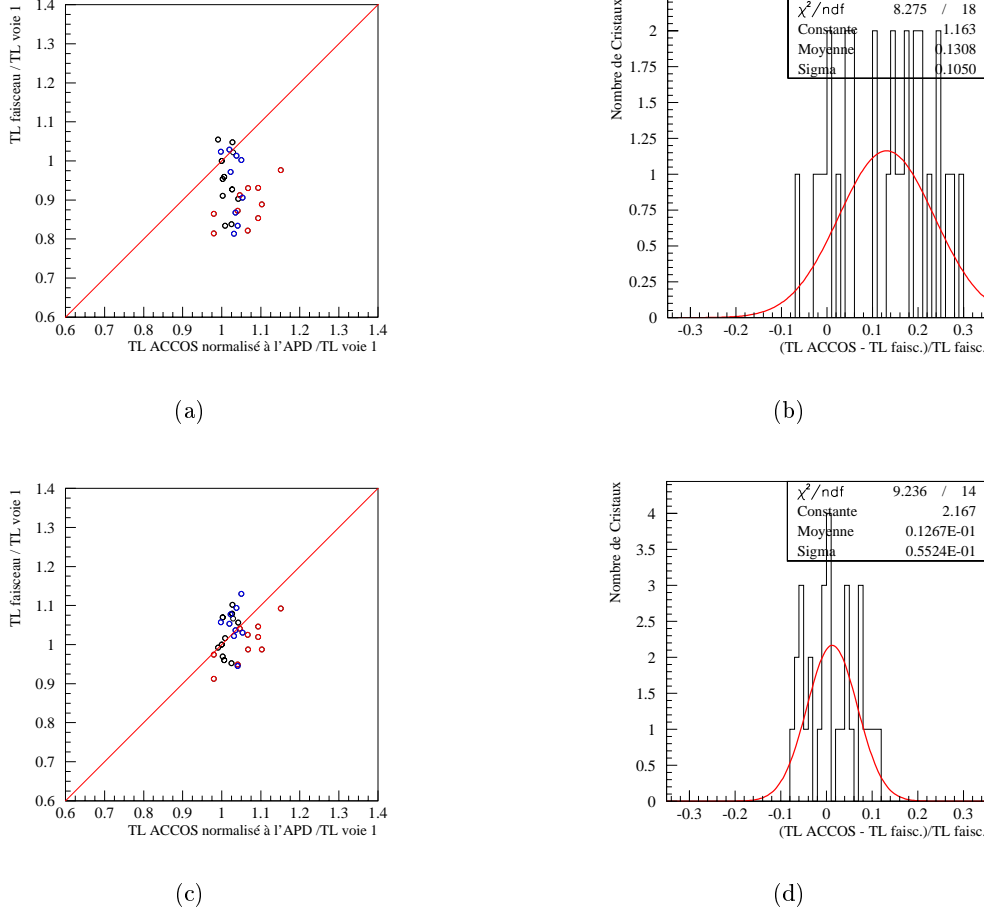 TL faisceau / TL voie 1
1.4
1.3
1.2
1.1
1
0.9
0.8
0.7
0.6
0.6 0.7 0.8 0.9 1 1.1 1.2 1.3 1.4
TL ACCOS normalisé à l'APD /TL voie 1
(a)
Nombre de Cristaux
χ²/ndf 8.275 / 18
Constante 1.163
Moyenne 0.1308
Sigma 0.1050
2
1.75
1.5
1.25
1
0.75
0.5
0.25
0
-0.3 -0.2 -0.1 0 0.1 0.2 0.3
(TL ACCOS - TL faisc.)/TL faisc.
(b)
TL faisceau / TL voie 1
1.4
1.3
1.2
1.1
1
0.9
0.8
0.7
0.6
0.6 0.7 0.8 0.9 1 1.1 1.2 1.3 1.4
TL ACCOS normalisé à l'APD /TL voie 1
(c)
Nombre de Cristaux
χ²/ndf 9.236 / 14
Constante 2.167
Moyenne 0.1267E-01
Sigma 0.5524E-01
4
3.5
3
2.5
2
1.5
1
0.5
0
-0.3 -0.2 -0.1 0 0.1 0.2 0.3
(TL ACCOS - TL faisc.)/TL faisc.
(d)